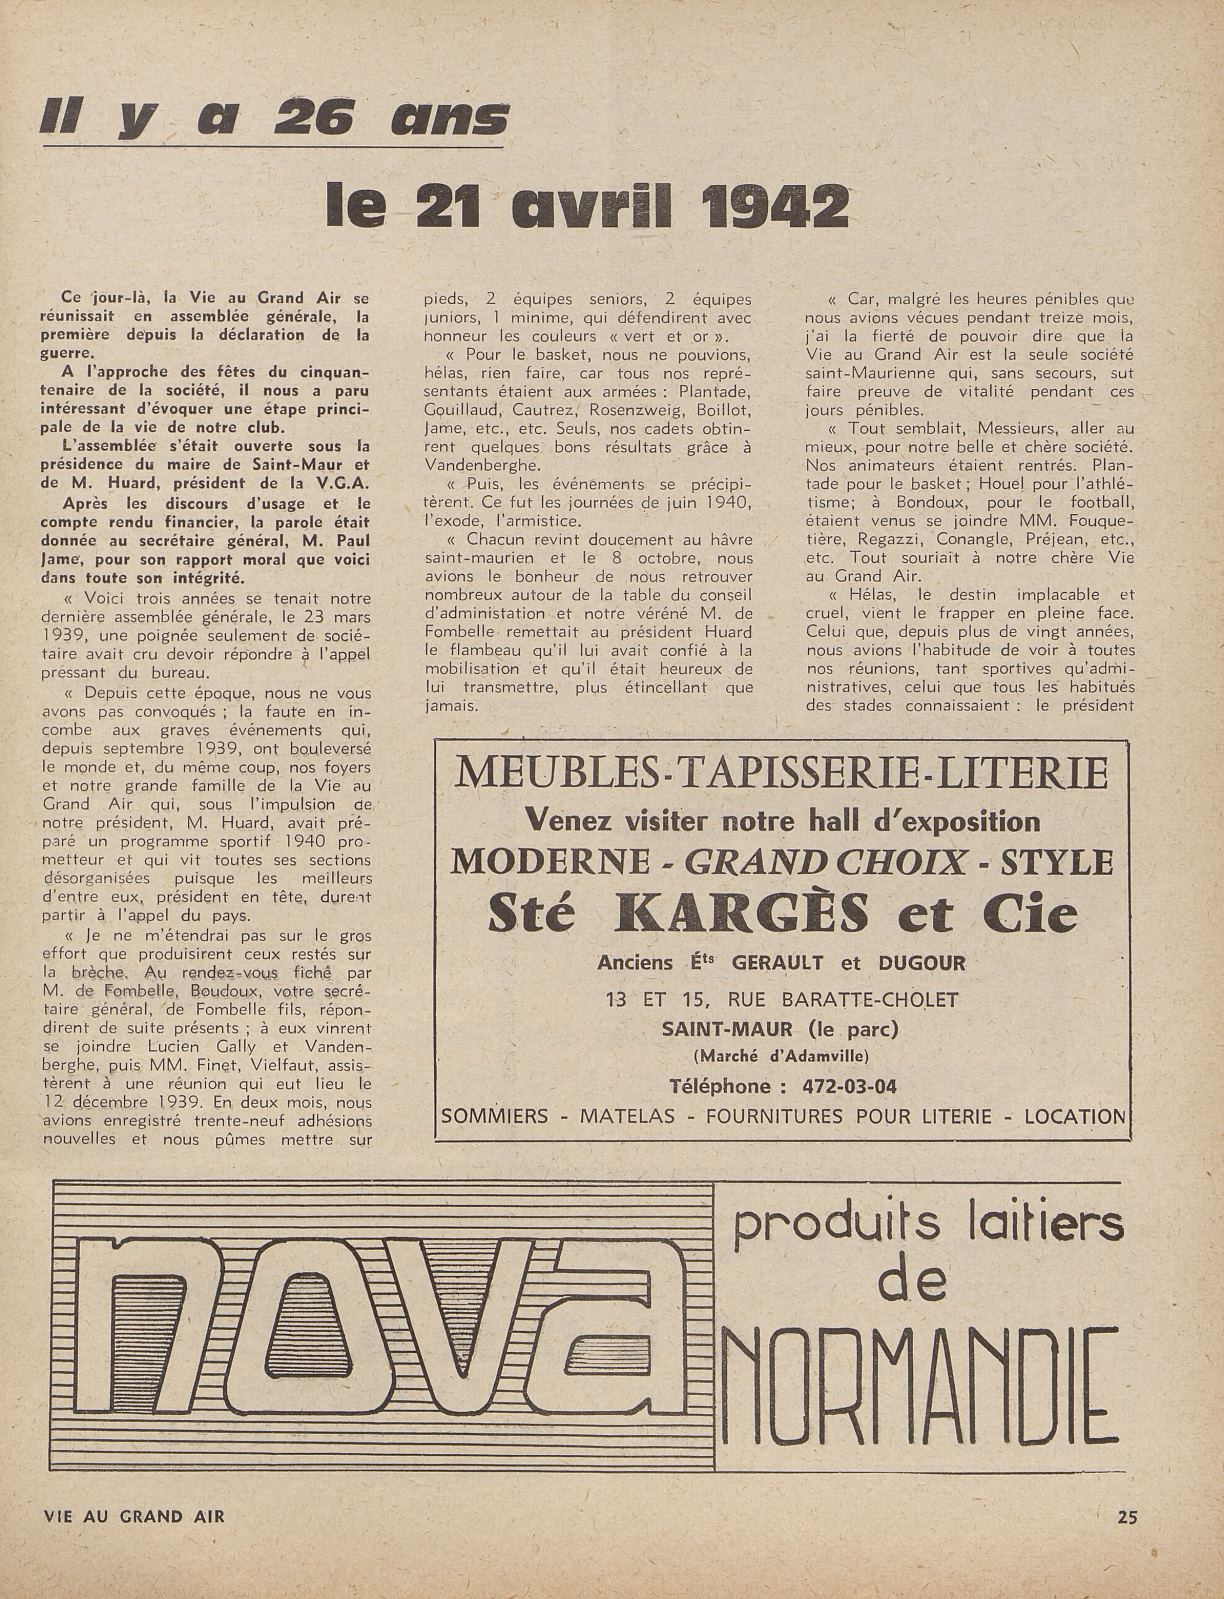 Il y a 26 ans
le 21 avril 1942
Ce jour-là, la Vie au Grand Air se
réunissait en assemblée générale, la
première depuis la déclaration de la
guerre.
A l'approche des fêtes du cinquan-
tenaire de la société, il nous a paru
intéressant d'évoquer une étape princi-
pale de la vie de notre club.
L'assemblée s'était ouverte sous la
présidence du maire de Saint-Maur et
de M. Huard, président de la V.G.A.
Après les discours d'usage et le
compte rendu financier, la parole était
donnée au secrétaire général, M. Paul
Jame, pour son rapport moral que voici
dans toute son intégrité.
« Voici trois années se tenait notre
dernière assemblée générale, le 23 mars
1939, une poignée seulement de socié-
taire avait cru devoir répondre à l'appel
pressant du bureau.
« Depuis cette époque, nous ne vous
avons pas convoqués ; la faute en in-
combe aux graves événements qui,
depuis septembre 1939, ont bouleversé
le monde et, du même coup, nos foyers
et notre grande famille de la Vie au
Grand Air qui, sous l'impulsion de
notre président, M. Huard, avait pré-
paré un programme sportif 1940 pro-
metteur et qui vit toutes ses sections
désorganisées puisque les meilleurs
d'entre eux, président en tête, durent
partir à l'appel du pays.
« Je ne m'étendrai pas sur le gros
effort que produisirent ceux restés sur
la brèche. Au rendez-vous fiché par
M. de Fombelle, Boudoux, votre secré-
taire général, de Fombelle fils, répon-
dirent de suite présents ; à eux vinrent
se joindre Lucien Gally et Vanden-
berghe, puis MM. Finet, Vielfaut, assis-
tèrent à une réunion qui eut lieu le
12 décembre 1939. En deux mois, nous
avions enregistré trente-neuf adhésions
nouvelles et nous pûmes mettre sur
pieds, 2 équipes seniors, 2 équipes
juniors, 1 minime, qui défendirent avec
honneur les couleurs « vert et or ».
« Pour le basket, nous ne pouvions,
hélas, rien faire, car tous nos repré-
sentants étaient aux armées : Plantade,
Gouillaud, Cautrez, Rosenzweig, Boillot,
Jame, etc., etc. Seuls, nos cadets obtin-
rent quelques bons résultats grâce à
Vandenberghe.
« Puis, les événements se précipi-
tèrent. Ce fut les journées de juin 1940,
l'exode, l'armistice.
« Chacun revint doucement au hâvre
saint-maurien et le 8 octobre, nous
avions le bonheur de nous retrouver
nombreux autour de la table du conseil
d'administation et notre véréné M. de
Fombelle remettait au président Huard
le flambeau qu'il lui avait confié à la
mobilisation et qu'il était heureux de
lui transmettre, plus étincellant que
jamais.
« Car, malgré les heures pénibles que
nous avions vécues pendant treize mois,
j'ai la fierté de pouvoir dire que la
Vie au Grand Air est la seule société
saint-Maurienne qui, sans secours, sut
faire preuve de vitalité pendant ces
jours pénibles.
« Tout semblait, Messieurs, aller au
mieux, pour notre belle et chère société.
Nos animateurs étaient rentrés. Plan-
tade pour le basket ; Houel pour l'athlé-
tisme; à Bondoux, pour le football,
étaient venus se joindre MM. Fouque-
tière, Regazzi, Conangle, Préjean, etc.,
etc. Tout souriait à notre chère Vie
au Grand Air.
« Hélas, le destin implacable et
cruel, vient le frapper en pleine face.
Celui que, depuis plus de vingt années,
nous avions l'habitude de voir à toutes
nos réunions, tant sportives qu'admi-
nistratives, celui que tous les habitués
des stades connaissaient : le président
MEUBLES-TAPISSERIE-LITERIE
Venez visiter notre hall d'exposition
MODERNE - GRAND CHOIX - STYLE
Sté KARGÈS et Cie
Anciens Éts GERAULT et DUGOUR
13 ET 15, RUE BARATTE-CHOLET
SAINT-MAUR (le parc)
(Marché d'Adamville)
Téléphone : 472-03-04
SOMMIERS - MATELAS - FOURNITURES POUR LITERIE - LOCATION
nova
produits laitiers
de
NORMANDIE
VIE AU GRAND AIR
25